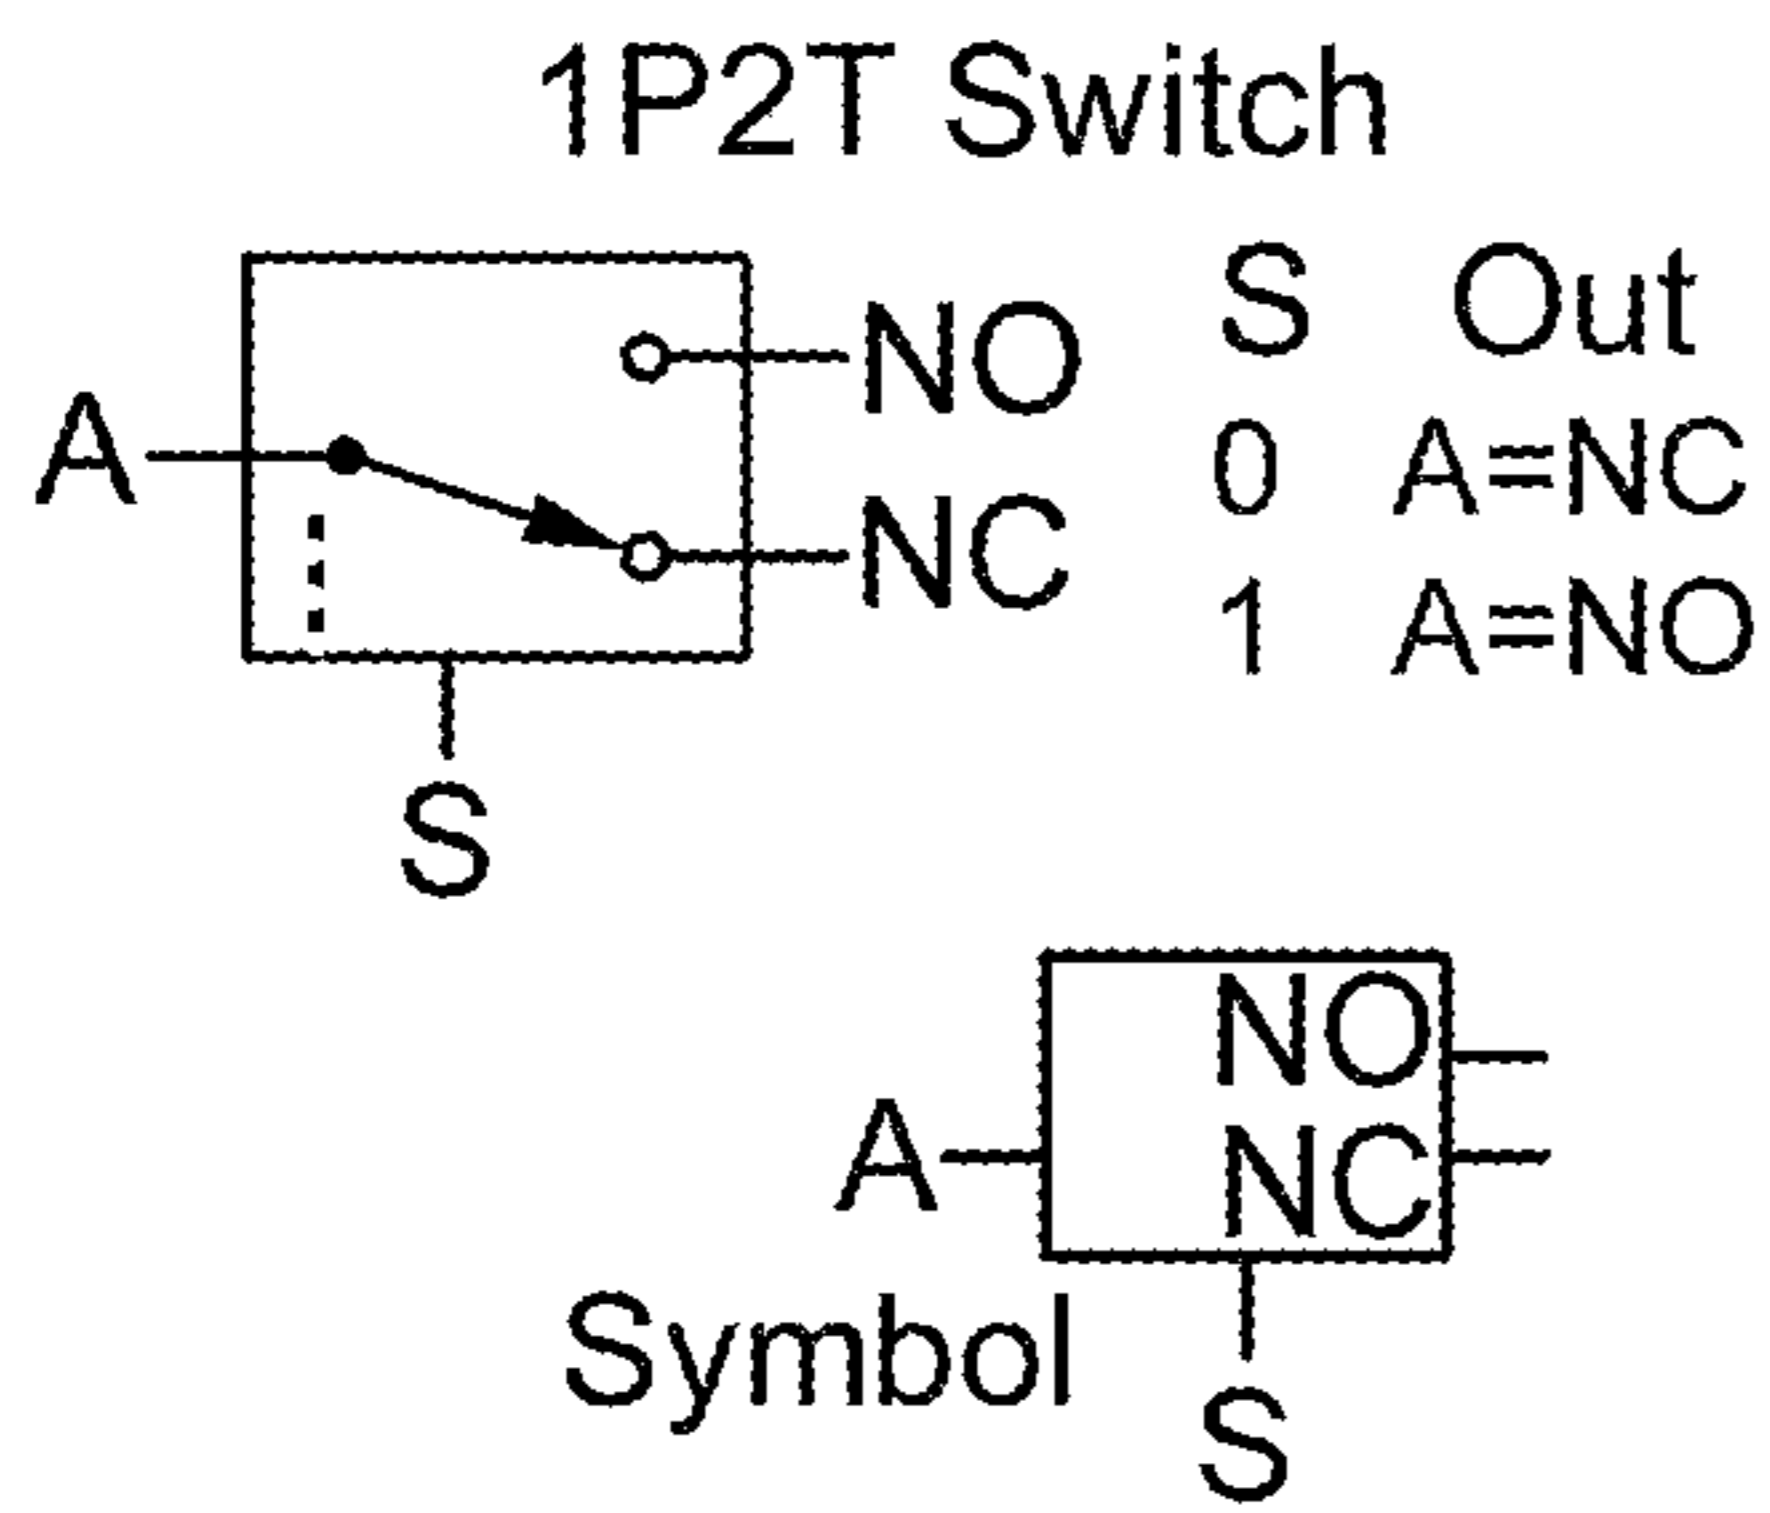 1P2T Switch
NO
S Out
A
0 A=NC
NC
1 A=NO
S
NO
A
NC
Symbol
S